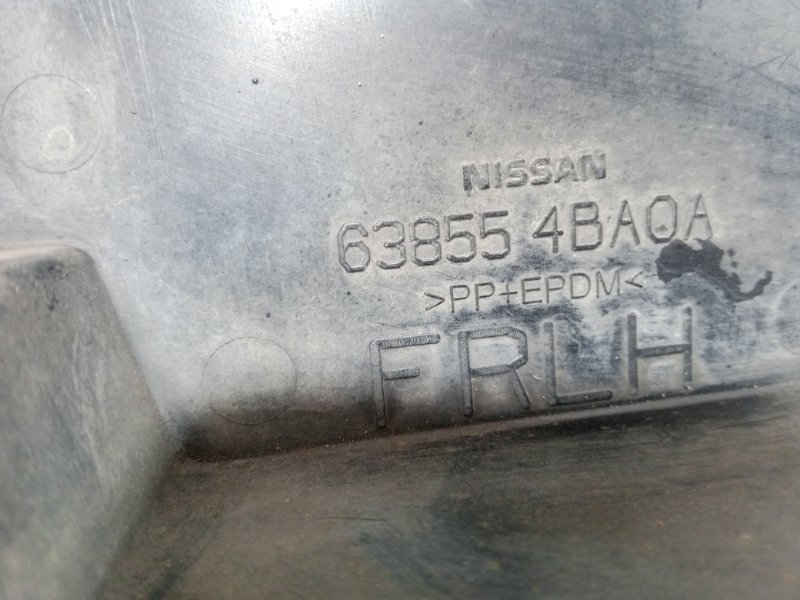 NISSAN
63855 4BA0A
>PP+EPDM<
FRLH